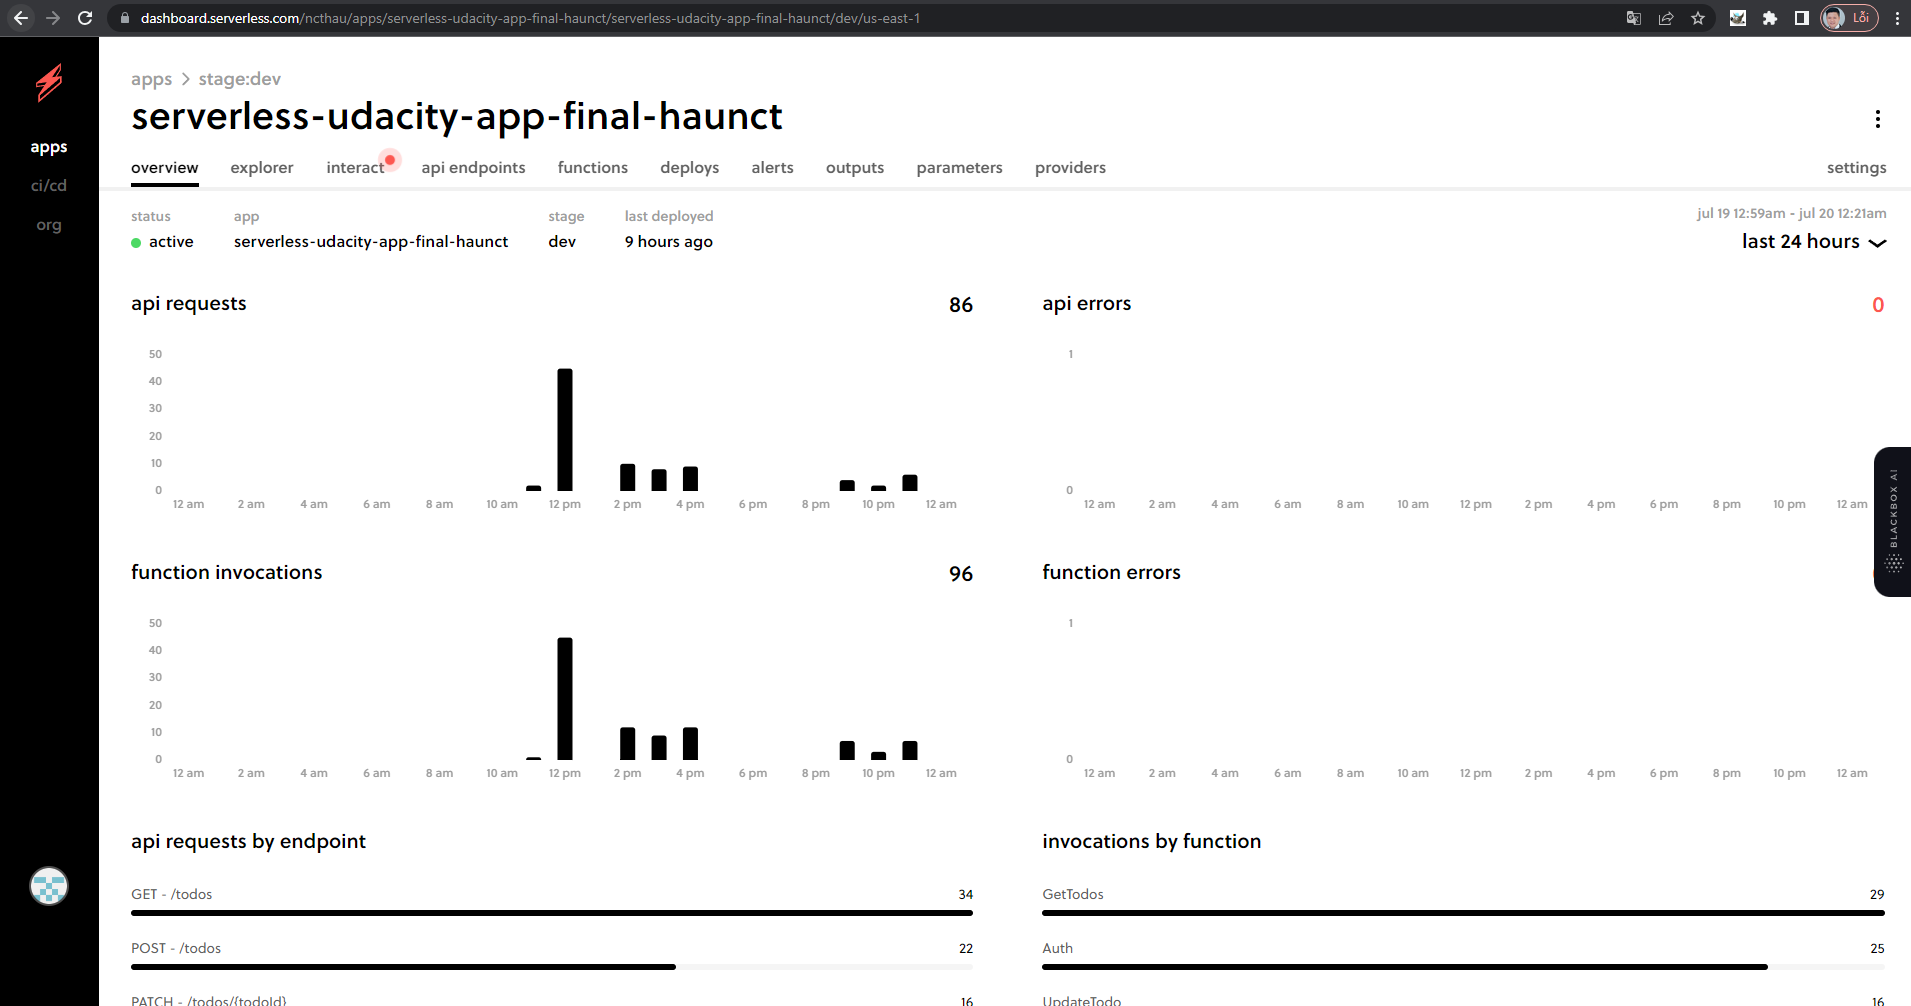 dashboard.serverless.com/ncthau/apps/serverless-udacity-app-final-haunct/serverless-udacity-app-final-haunct/dev/us-east-1
Lỗi
apps
ci/cd
org
apps > stage:dev
serverless-udacity-app-final-haunct
overview explorer interact api endpoints functions deploys alerts outputs parameters providers settings
status app stage last deployed
active serverless-udacity-app-final-haunct dev 9 hours ago
jul 19 12:59am - jul 20 12:21am
last 24 hours
api requests 86
50
40
30
20
10
0
12 am 2 am 4 am 6 am 8 am 10 am 12 pm 2 pm 4 pm 6 pm 8 pm 10 pm 12 am
api errors 0
1
0
12 am 2 am 4 am 6 am 8 am 10 am 12 pm 2 pm 4 pm 6 pm 8 pm 10 pm 12 am
BLACKBOX AI
function invocations 96
50
40
30
20
10
0
12 am 2 am 4 am 6 am 8 am 10 am 12 pm 2 pm 4 pm 6 pm 8 pm 10 pm 12 am
function errors
1
0
12 am 2 am 4 am 6 am 8 am 10 am 12 pm 2 pm 4 pm 6 pm 8 pm 10 pm 12 am
api requests by endpoint
GET - /todos 34
POST - /todos 22
PATCH - /todos/{todoId} 16
invocations by function
GetTodos 29
Auth 25
UpdateTodo 16